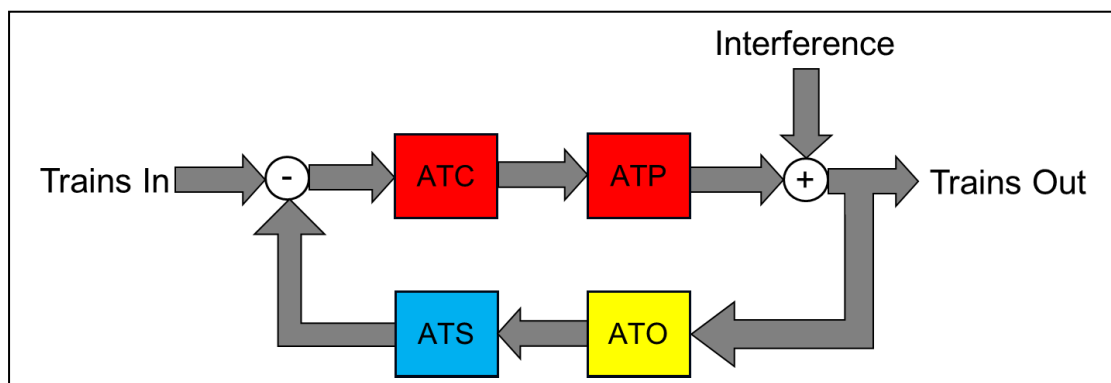 Interference
Trains In
-
ATC
ATP
+
Trains Out
ATS
ATO